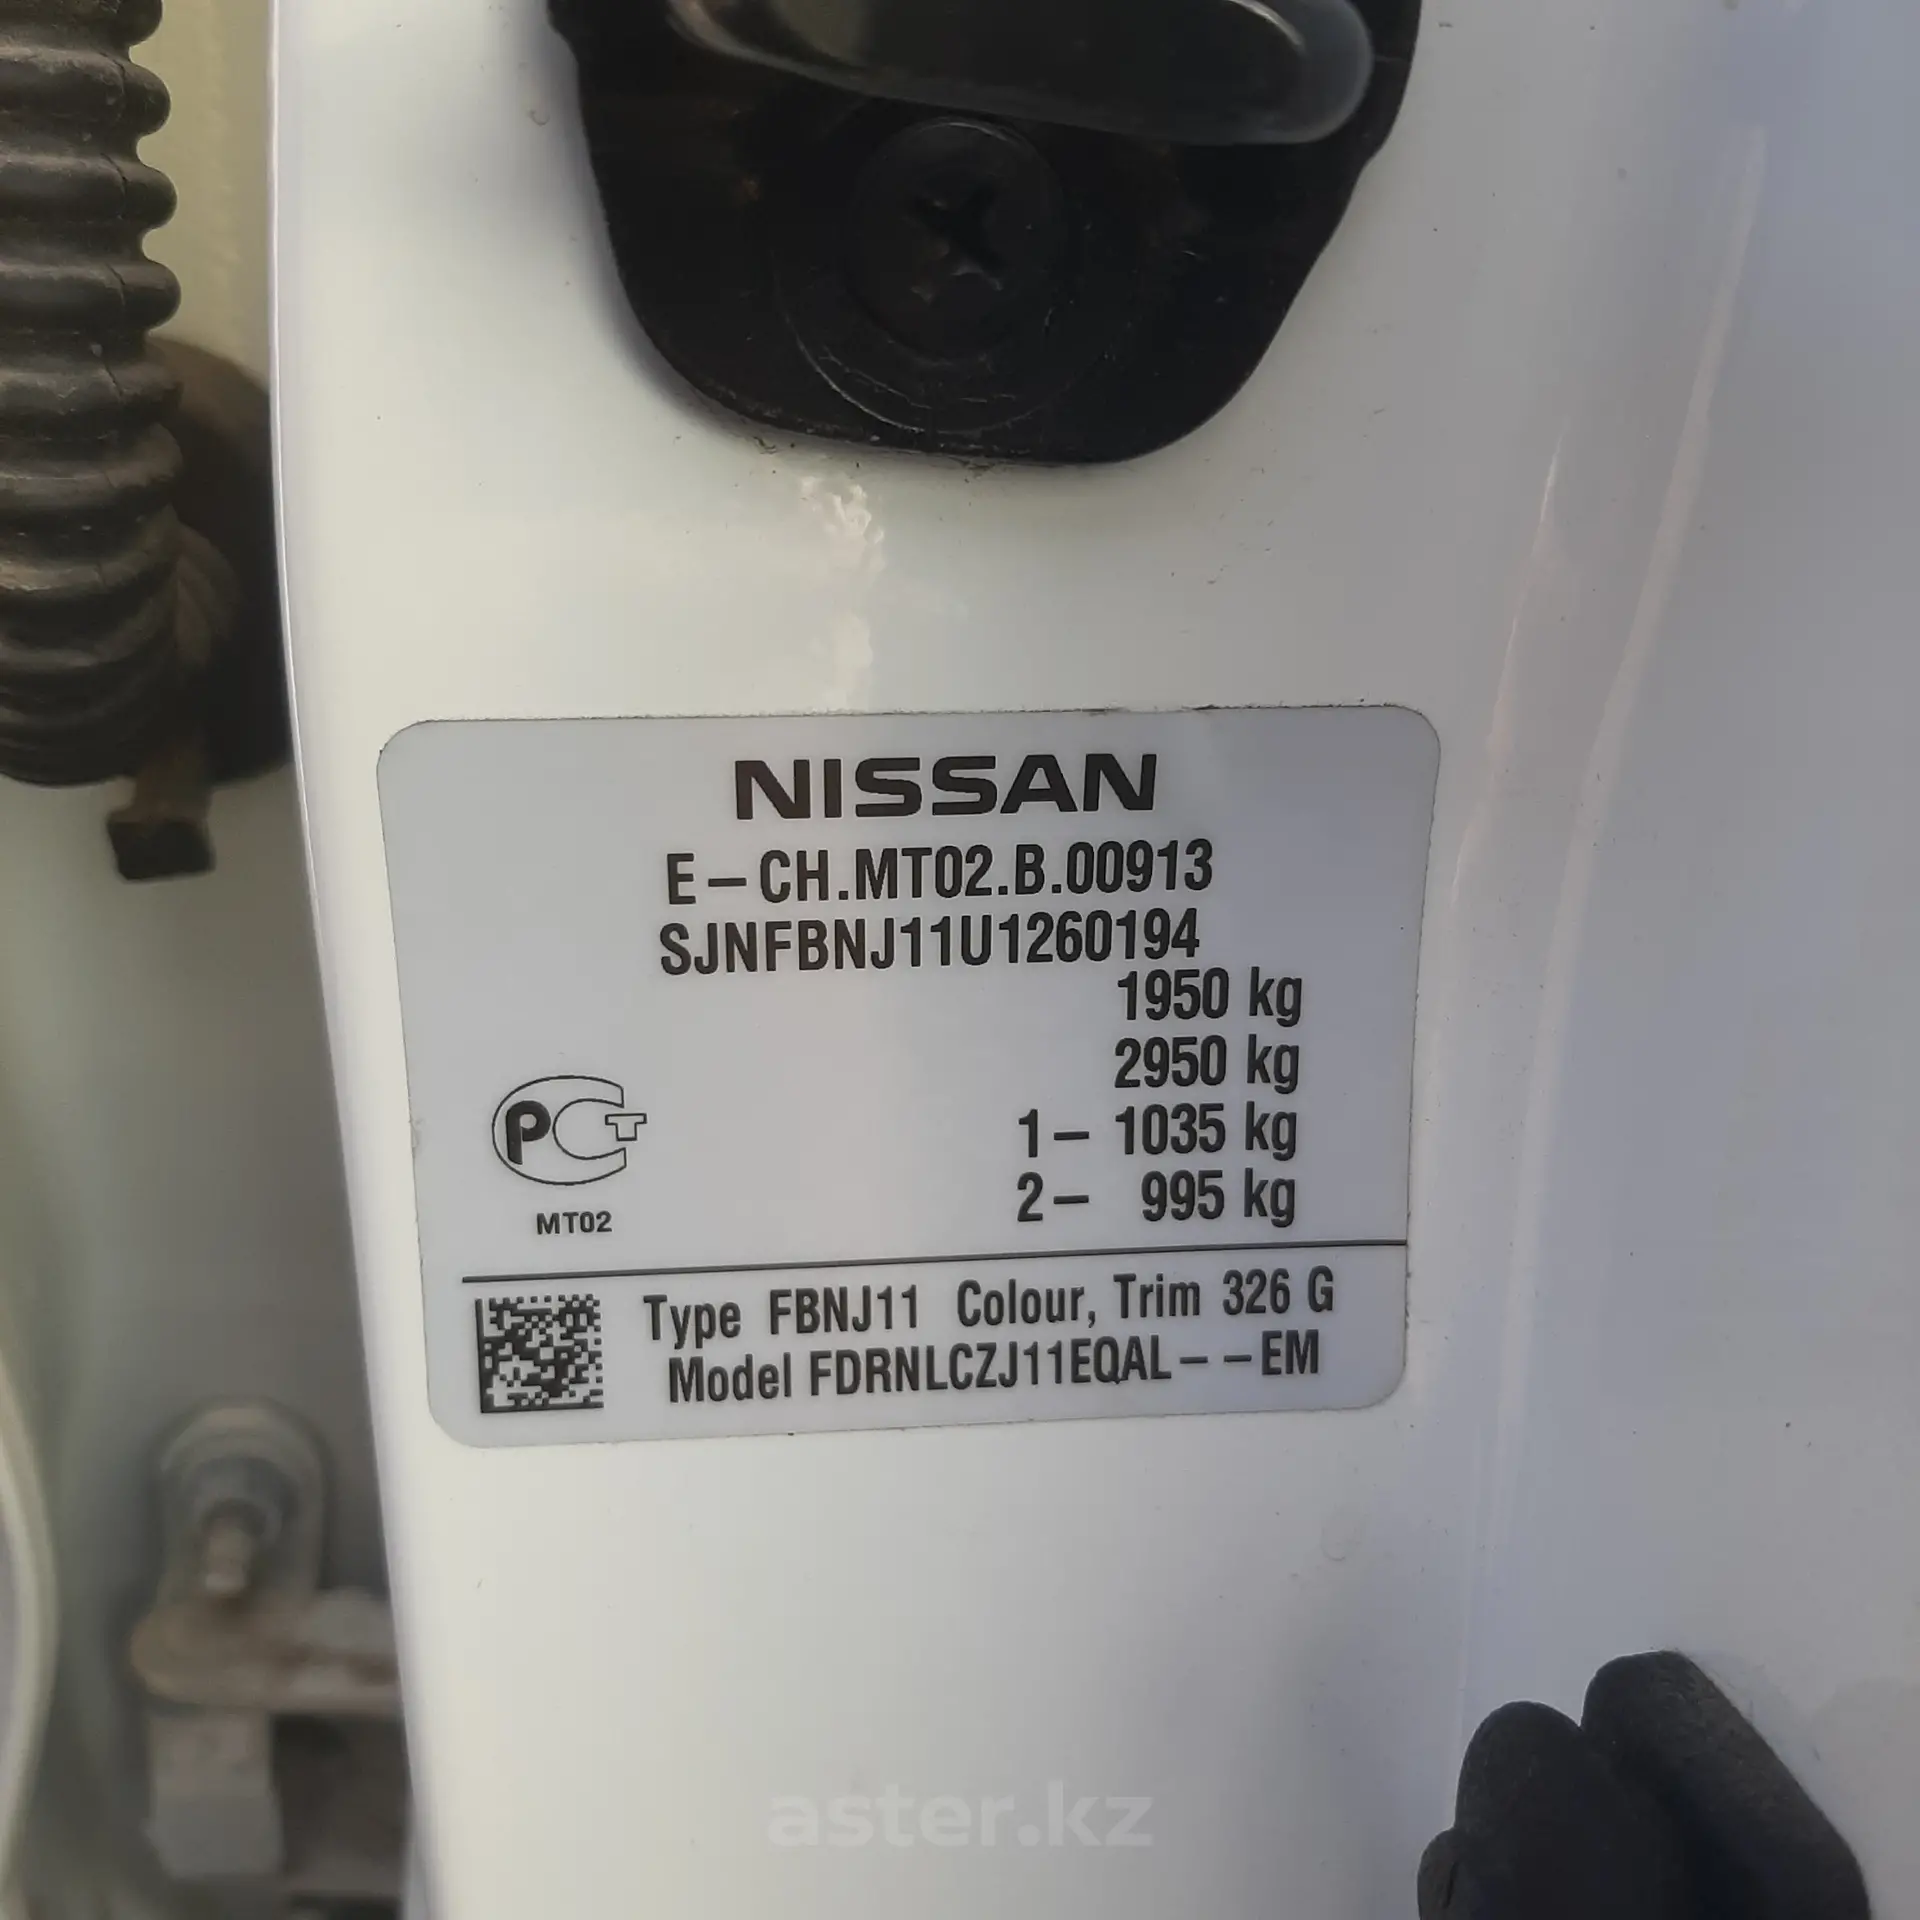 NISSAN
E-CH.MT02.B.00913
SJNFBNJ11U1260194
1950 kg
2950 kg
1- 1035 kg
2- 995 kg
РСТ
MT02
Type FBNJ11 Colour, Trim 326 G
Model FDRNLCZJ11EQAL--EM
aster.kz